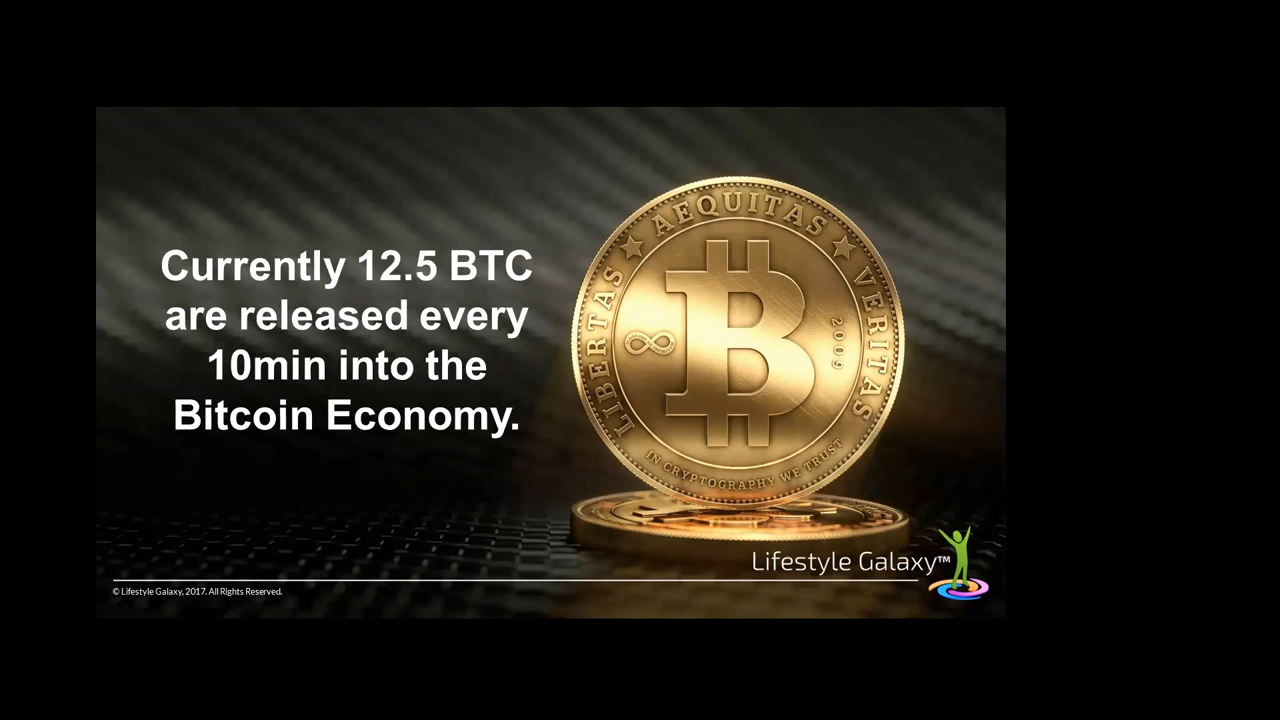 Currently 12.5 BTC
are released every
10min into the
Bitcoin Economy.
LIBERTAS ★ AEQUITAS ★ VERITAS
2009
IN CRYPTOGRAPHY WE TRUST
Lifestyle Galaxy™
© Lifestyle Galaxy, 2017. All Rights Reserved.